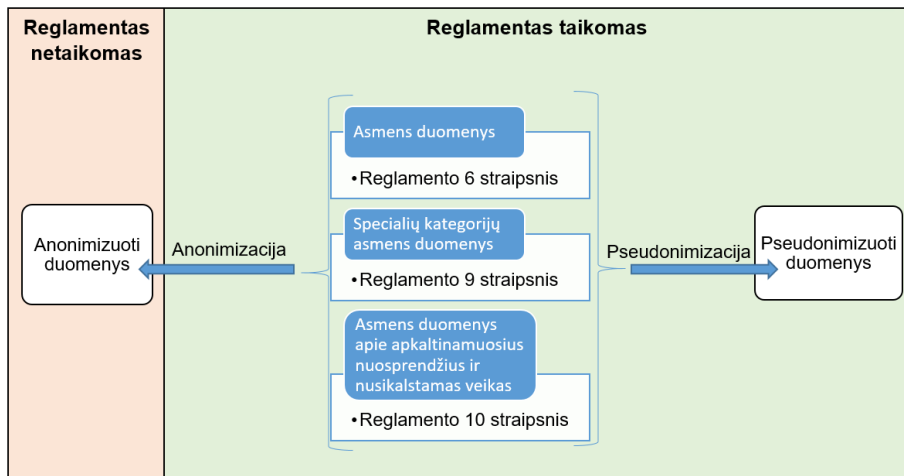 Reglamentas
netaikomas
Reglamentas taikomas
Asmens duomenys
•Reglamento 6 straipsnis
Specialių kategorijų
asmens duomenys
•Reglamento 9 straipsnis
Asmens duomenys
apie apkaltinamuosius
nuosprendžius ir
nusikalstamas veikas
•Reglamento 10 straipsnis
Anonimizuoti
duomenys
Anonimizacija
Pseudonimizacija
Pseudonimizuoti
duomenys